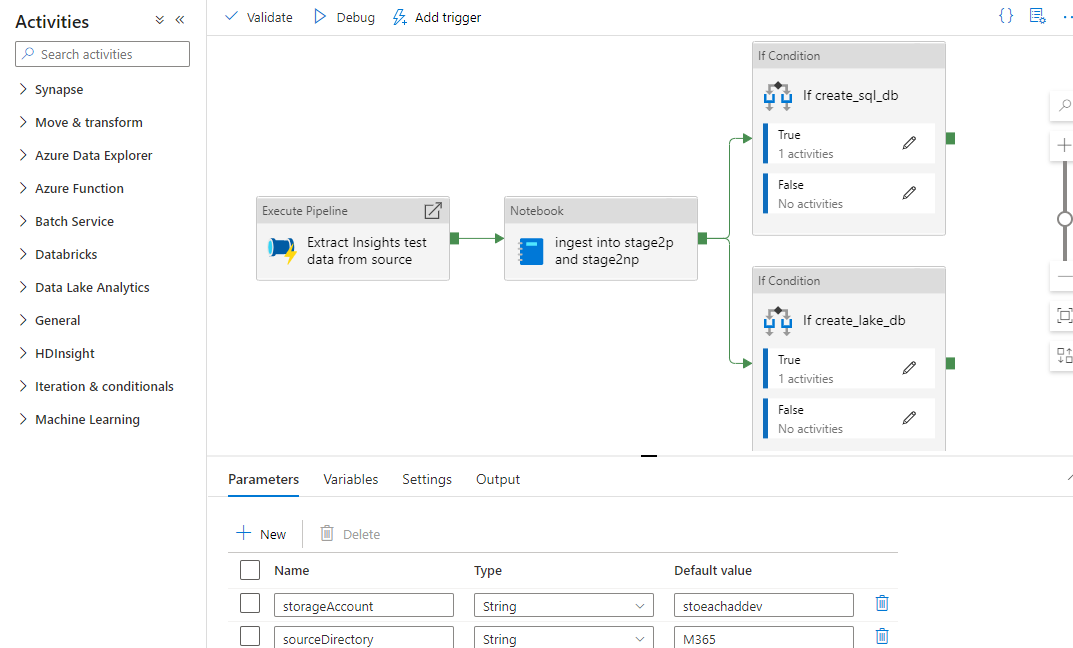 Activities
Search activities
Synapse
Move & transform
Azure Data Explorer
Azure Function
Batch Service
Databricks
Data Lake Analytics
General
HDInsight
Iteration & conditionals
Machine Learning
Validate
Debug
Add trigger
Execute Pipeline
Extract Insights test
data from source
Notebook
ingest into stage2p
and stage2np
If Condition
If create_sql_db
True
1 activities
False
No activities
If Condition
If create_lake_db
True
1 activities
False
No activities
Parameters
Variables
Settings
Output
New
Delete
Name
Type
Default value
storageAccount
String
stoeachaddev
sourceDirectory
String
M365